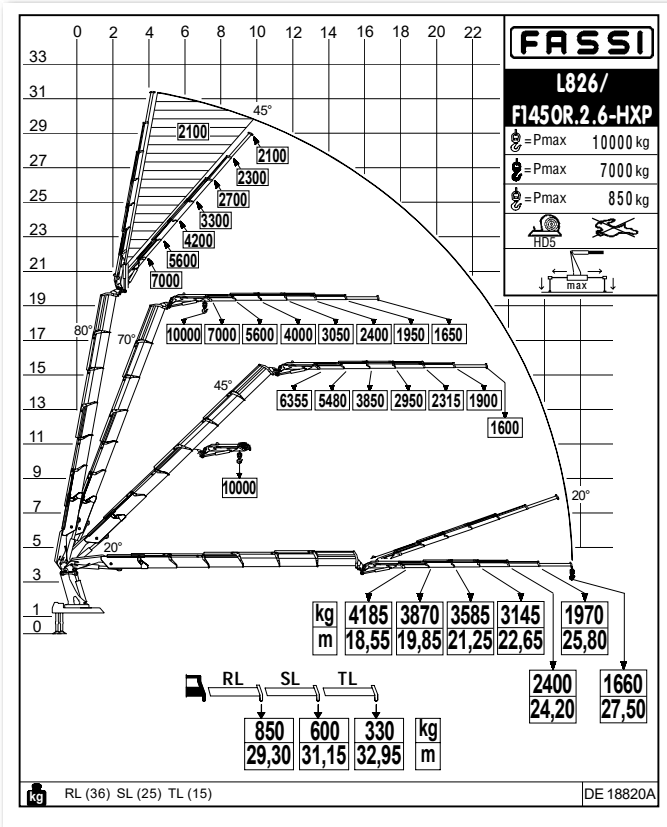 0 2 4 6 8 10 12 14 16 18 20 22
FASSI
L826/
F1450R.2.6-HXP
=Pmax 10000 kg
=Pmax 7000 kg
=Pmax 850 kg
HD5
max
33
31
29
27
25
23
21
19
17
15
13
11
9
7
5
3
1
0
45°
2100
2100
2300
2700
3300
4200
5600
7000
80°
70°
10000 7000 5600 4000 3050 2400 1950 1650
45°
6355 5480 3850 2950 2315 1900
1600
10000
20°
20°
kg 4185 3870 3585 3145 1970
m 18,55 19,85 21,25 22,65 25,80
2400 1660
24,20 27,50
RL SL TL
850 600 330 kg
29,30 31,15 32,95 m
kg RL (36) SL (25) TL (15) DE 18820A